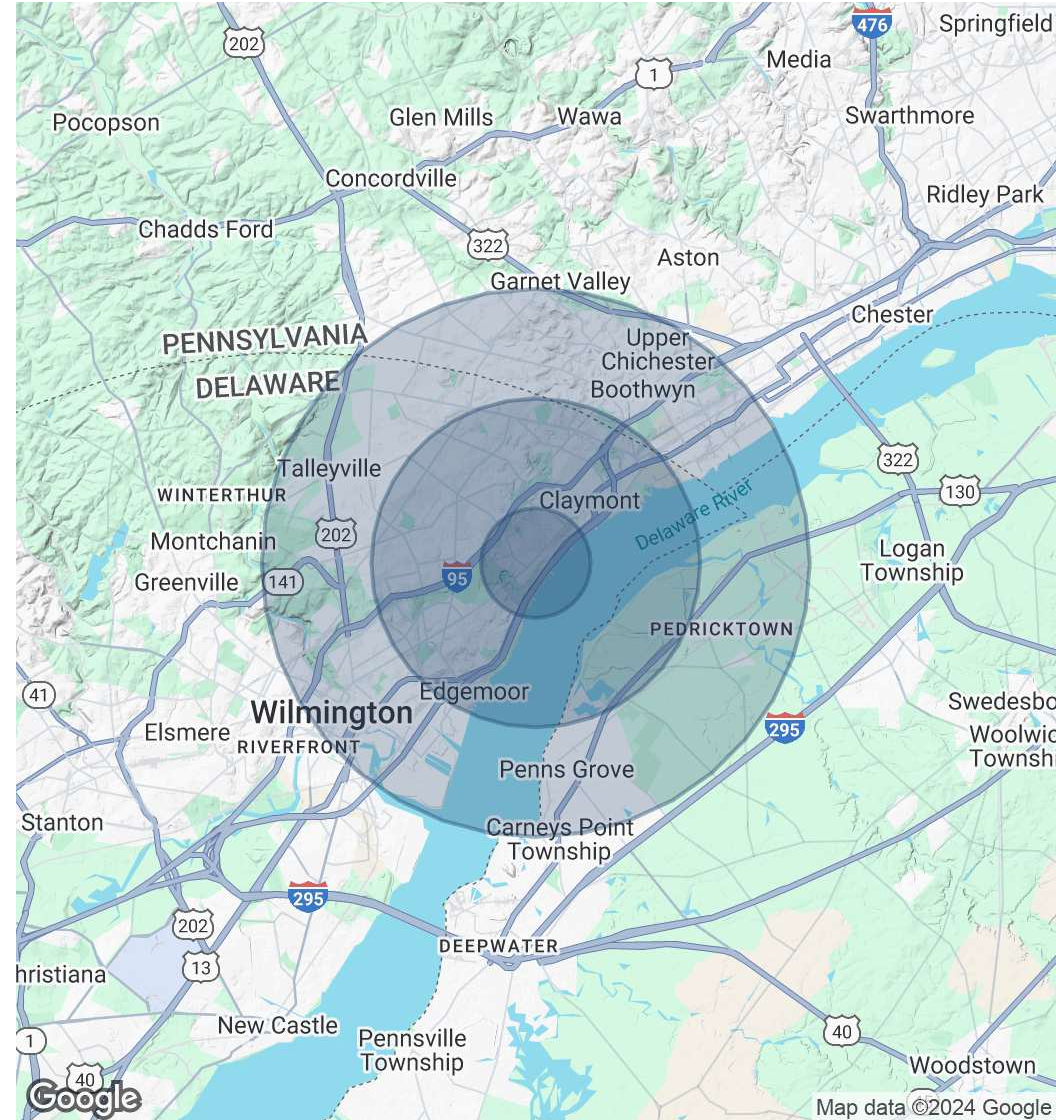 476
Springfield
202
Media
1
Pocopson
Glen Mills
Wawa
Swarthmore
Concordville
Ridley Park
Chadds Ford
322
Aston
Garnet Valley
Chester
PENNSYLVANIA
Upper
Chichester
DELAWARE
Boothwyn
Talleyville
322
WINTERTHUR
Claymont
130
Delaware River
202
Montchanin
Logan
Township
95
Greenville
141
PEDRICKTOWN
41
Edgemoor
Swedesbo
Wilmington
295
Elsmere
Woolwic
Townshi
RIVERFRONT
Penns Grove
Stanton
Carneys Point
Township
295
202
DEEPWATER
13
hristiana
New Castle
40
1
Pennsville
Township
Woodstown
40
Google
Map data ©2024 Google